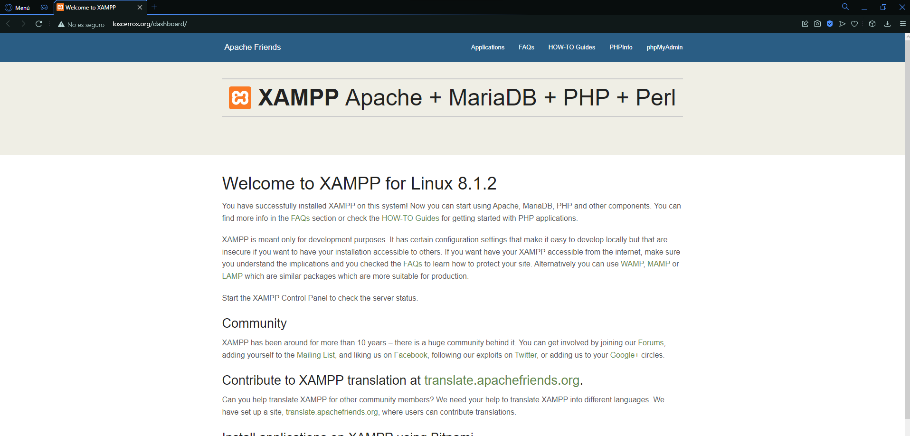 Menú
Welcome to XAMPP
No es seguro
loscerros.org/dashboard/
Apache Friends
Applications FAQs HOW-TO Guides PHPInfo phpMyAdmin
XAMPP Apache + MariaDB + PHP + Perl
Welcome to XAMPP for Linux 8.1.2
You have successfully installed XAMPP on this system! Now you can start using Apache, MariaDB, PHP and other components. You can
find more info in the FAQs section or check the HOW-TO Guides for getting started with PHP applications.
XAMPP is meant only for development purposes. It has certain configuration settings that make it easy to develop locally but that are
insecure if you want to have your installation accessible to others. If you want have your XAMPP accessible from the internet, make sure
you understand the implications and you checked the FAQs to learn how to protect your site. Alternatively you can use WAMP, MAMP or
LAMP which are similar packages which are more suitable for production.
Start the XAMPP Control Panel to check the server status.
Community
XAMPP has been around for more than 10 years – there is a huge community behind it. You can get involved by joining our Forums,
adding yourself to the Mailing List, and liking us on Facebook, following our exploits on Twitter, or adding us to your Google+ circles.
Contribute to XAMPP translation at translate.apachefriends.org.
Can you help translate XAMPP for other community members? We need your help to translate XAMPP into different languages. We
have set up a site, translate.apachefriends.org, where users can contribute translations.
Install applications on XAMPP using Bitnami